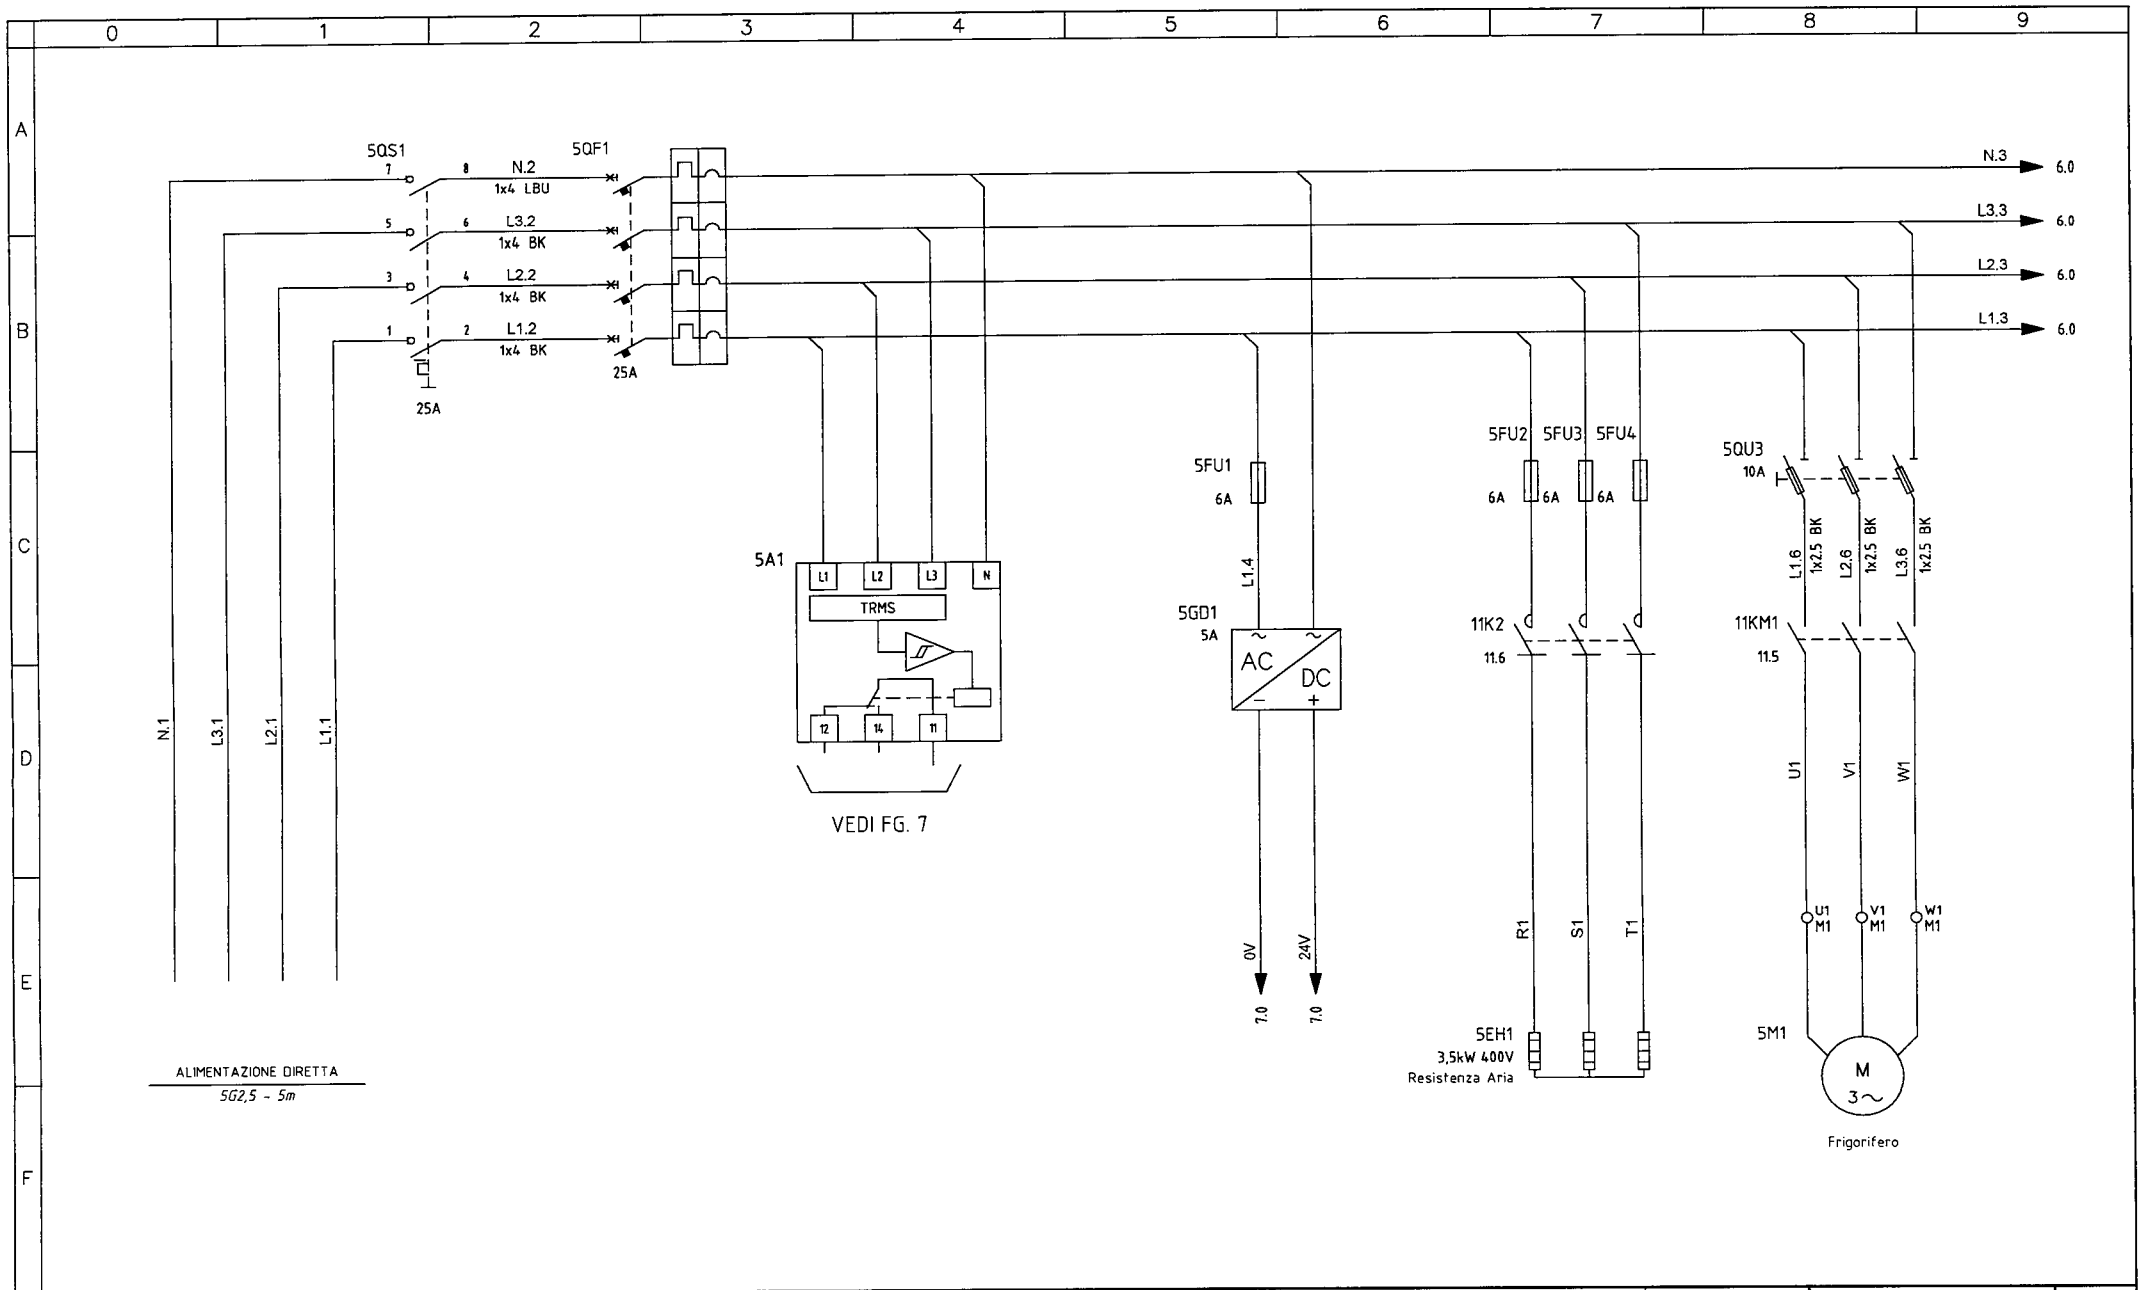 0 1 2 3 4 5 6 7 8 9
A
B
C
D
E
F
5QS1
5QF1
7
8
N.2
1x4 LBU
5
6
L3.2
1x4 BK
3
4
L2.2
1x4 BK
1
2
L1.2
1x4 BK
25A
25A
N.3
6.0
L3.3
6.0
L2.3
6.0
L1.3
6.0
N.1
L3.1
L2.1
L1.1
ALIMENTAZIONE DIRETTA
5G2,5 - 5m
5A1
L1
L2
L3
N
TRMS
12
14
11
VEDI FG. 7
5FU1
6A
L1.4
5GD1
5A
~
~
AC
DC
-
+
0V
24V
7.0
7.0
5FU2
5FU3
5FU4
6A
6A
6A
11K2
11.6
R1
S1
T1
5EH1
3,5kW 400V
Resistenza Aria
5QU3
10A
L1.6
1x2.5 BK
L2.6
1x2.5 BK
L3.6
1x2.5 BK
11KM1
11.5
U1
V1
W1
U1
M1
V1
M1
W1
M1
5M1
M
3~
Frigorifero